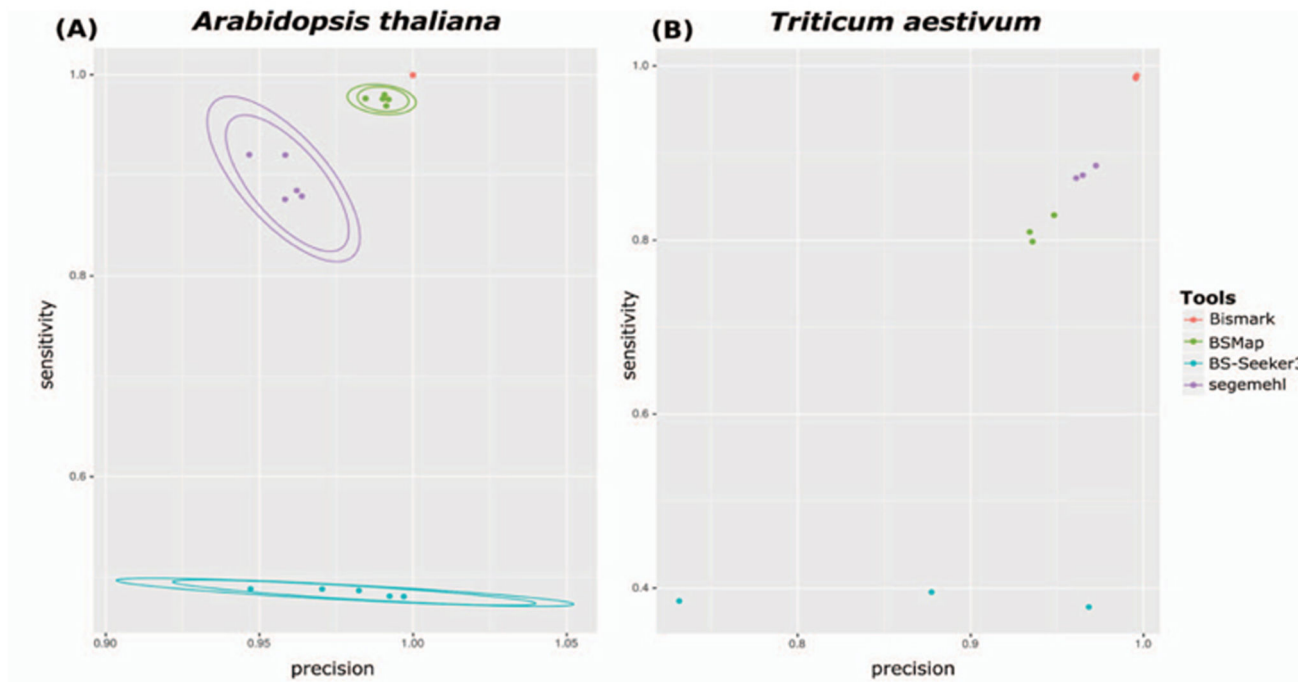 (A) Arabidopsis thaliana
1.0
0.8
0.6
sensitivity
0.90 0.95 1.00 1.05
precision
(B) Triticum aestivum
1.0
0.8
0.6
0.4
sensitivity
0.8 0.9 1.0
precision
Tools
Bismark
BSMap
BS-Seeker
segemehl